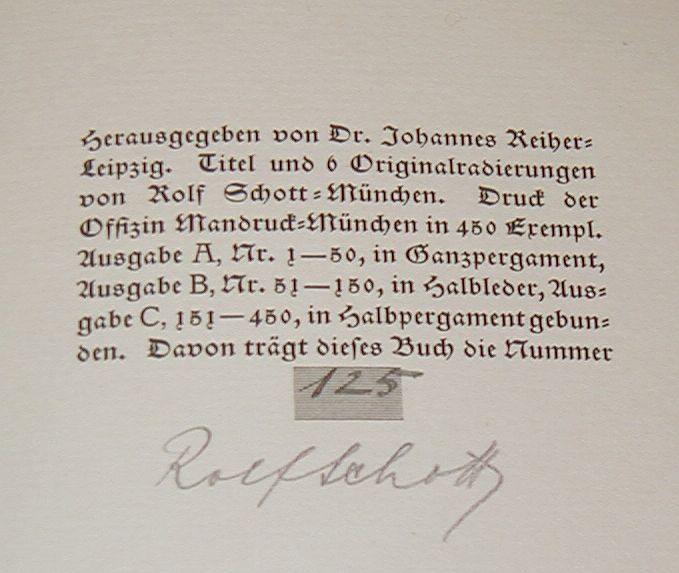 Herausgegeben von Dr. Johannes Reiher-
Leipzig. Titel und 6 Originalradierungen
von Rolf Schott-München. Druck der
Offizin Mandruck-München in 450 Exempl.
Ausgabe A, Nr. 1—50, in Ganzpergament,
Ausgabe B, Nr. 51—150, in Halbleder, Aus-
gabe C, 151—450, in Halbpergament gebun-
den. Davon trägt dieses Buch die Nummer
125
Rolf Schott